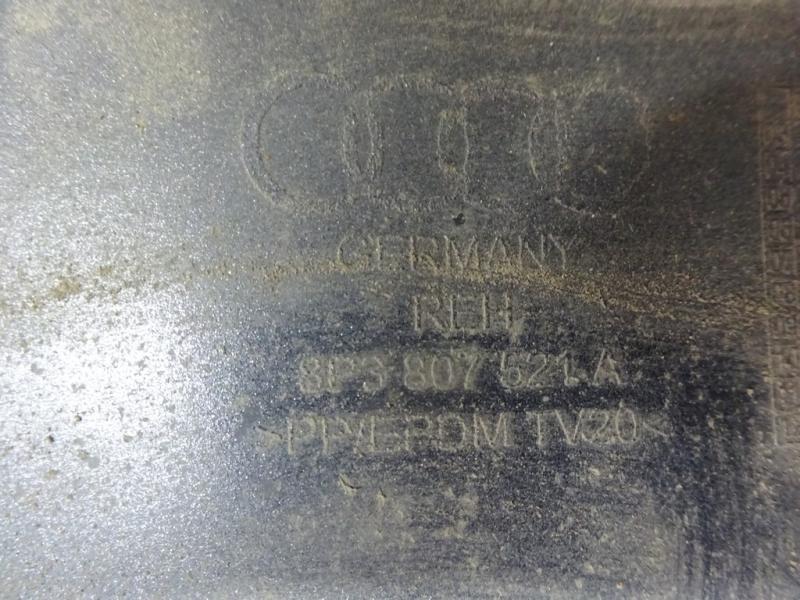 GERMANY
REH
8P3 807 521 A
>PP/EPDM TV20<